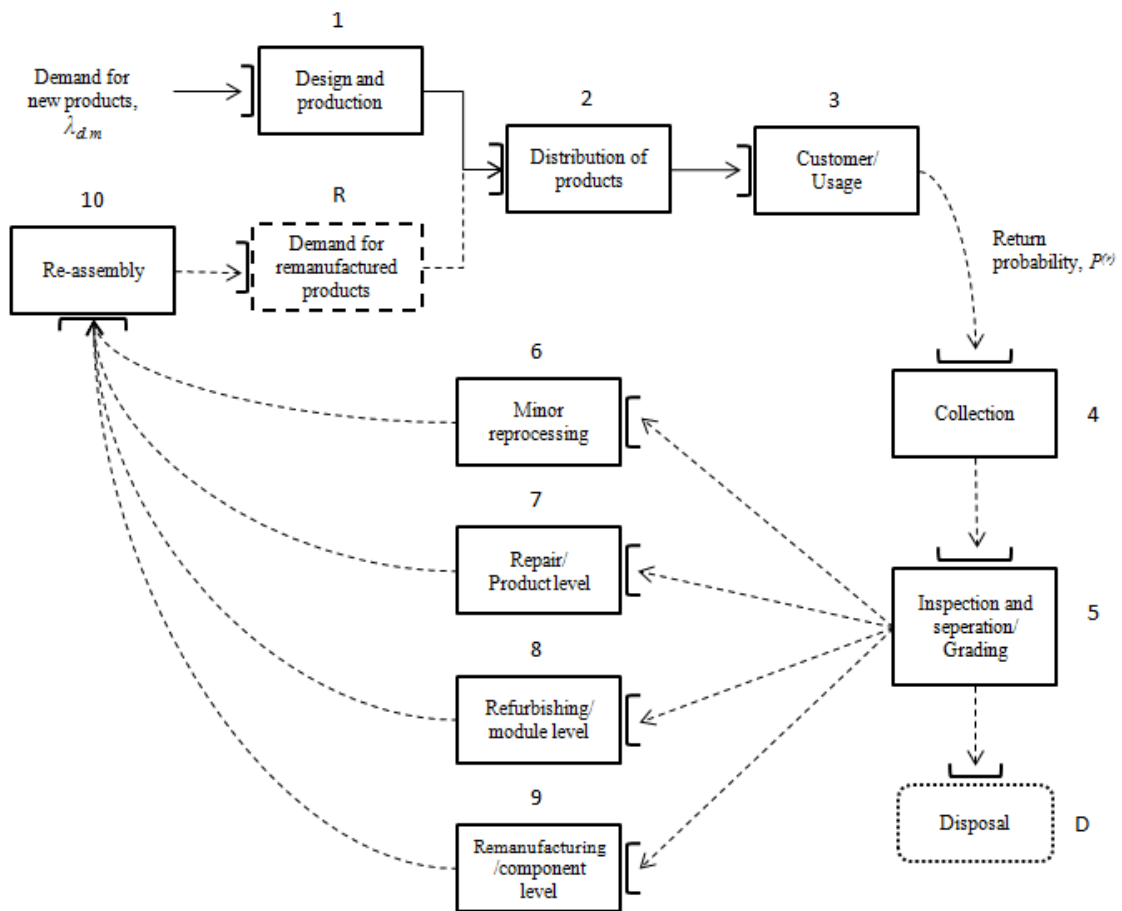 1
Demand for
new products,
λd.m
Design and
production
2
Distribution of
products
3
Customer/
Usage
10
Re-assembly
R
Demand for
remanufactured
products
Return
probability, P(r)
6
Minor
reprocessing
Collection
4
7
Repair/
Product level
Inspection and
seperation/
Grading
5
8
Refurbishing/
module level
9
Remanufacturing
/component
level
Disposal
D